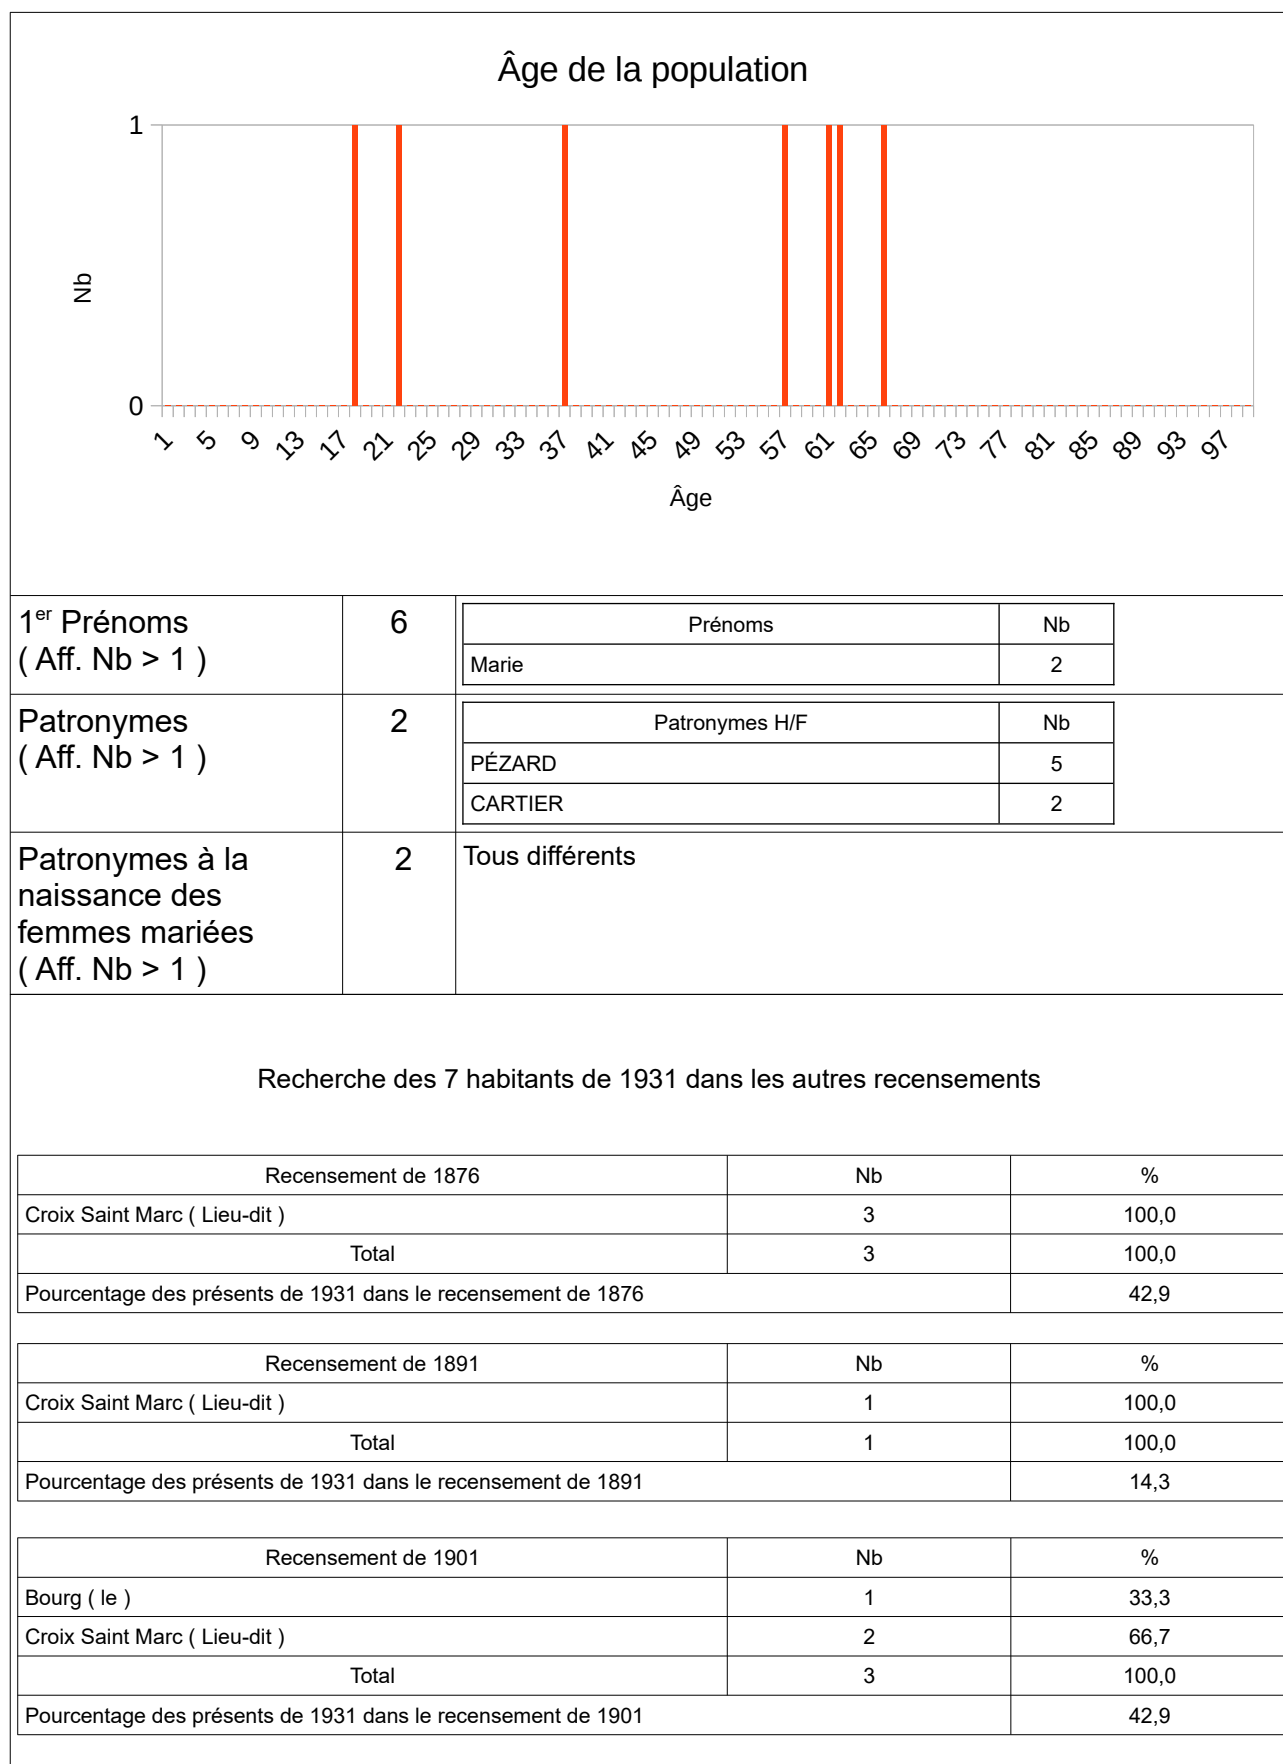 Âge de la population
1
Nb
0
1 5 9 13 17 21 25 29 33 37 41 45 49 53 57 61 65 69 73 77 81 85 89 93 97
Âge
1er Prénoms
( Aff. Nb > 1 )
6
Prénoms Nb
Marie 2
Patronymes
( Aff. Nb > 1 )
2
Patronymes H/F Nb
PÉZARD 5
CARTIER 2
Patronymes à la
naissance des
femmes mariées
( Aff. Nb > 1 )
2
Tous différents
Recherche des 7 habitants de 1931 dans les autres recensements
Recensement de 1876 Nb %
Croix Saint Marc ( Lieu-dit ) 3 100,0
Total 3 100,0
Pourcentage des présents de 1931 dans le recensement de 1876 42,9
Recensement de 1891 Nb %
Croix Saint Marc ( Lieu-dit ) 1 100,0
Total 1 100,0
Pourcentage des présents de 1931 dans le recensement de 1891 14,3
Recensement de 1901 Nb %
Bourg ( le ) 1 33,3
Croix Saint Marc ( Lieu-dit ) 2 66,7
Total 3 100,0
Pourcentage des présents de 1931 dans le recensement de 1901 42,9